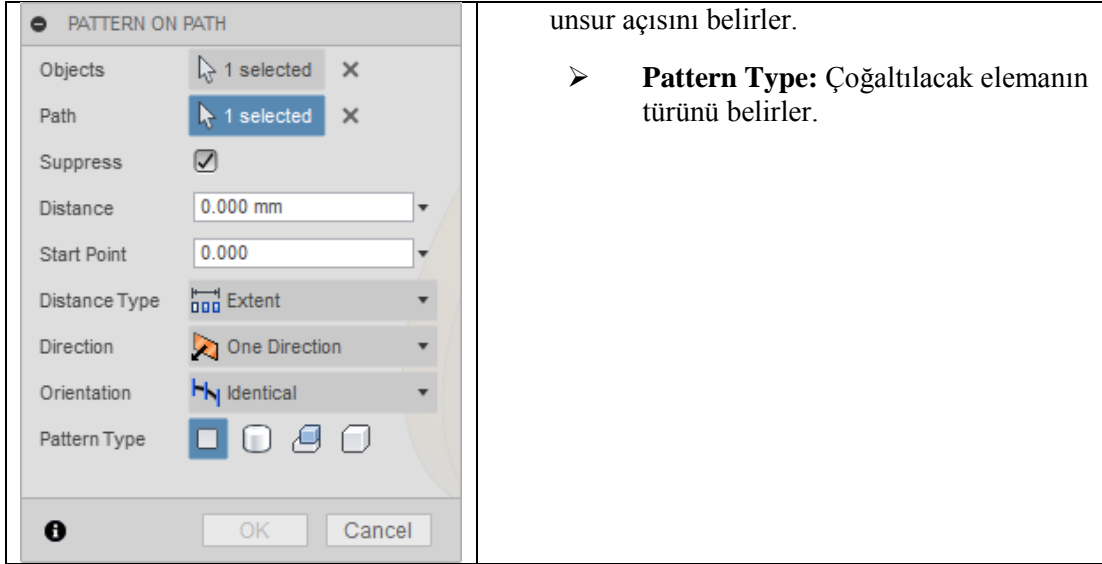 PATTERN ON PATH
Objects 1 selected
Path 1 selected
Suppress
Distance 0.000 mm
Start Point 0.000
Distance Type Extent
Direction One Direction
Orientation Identical
Pattern Type
OK Cancel
unsur açısını belirler.
➢ Pattern Type: Çoğaltılacak elemanın
türünü belirler.